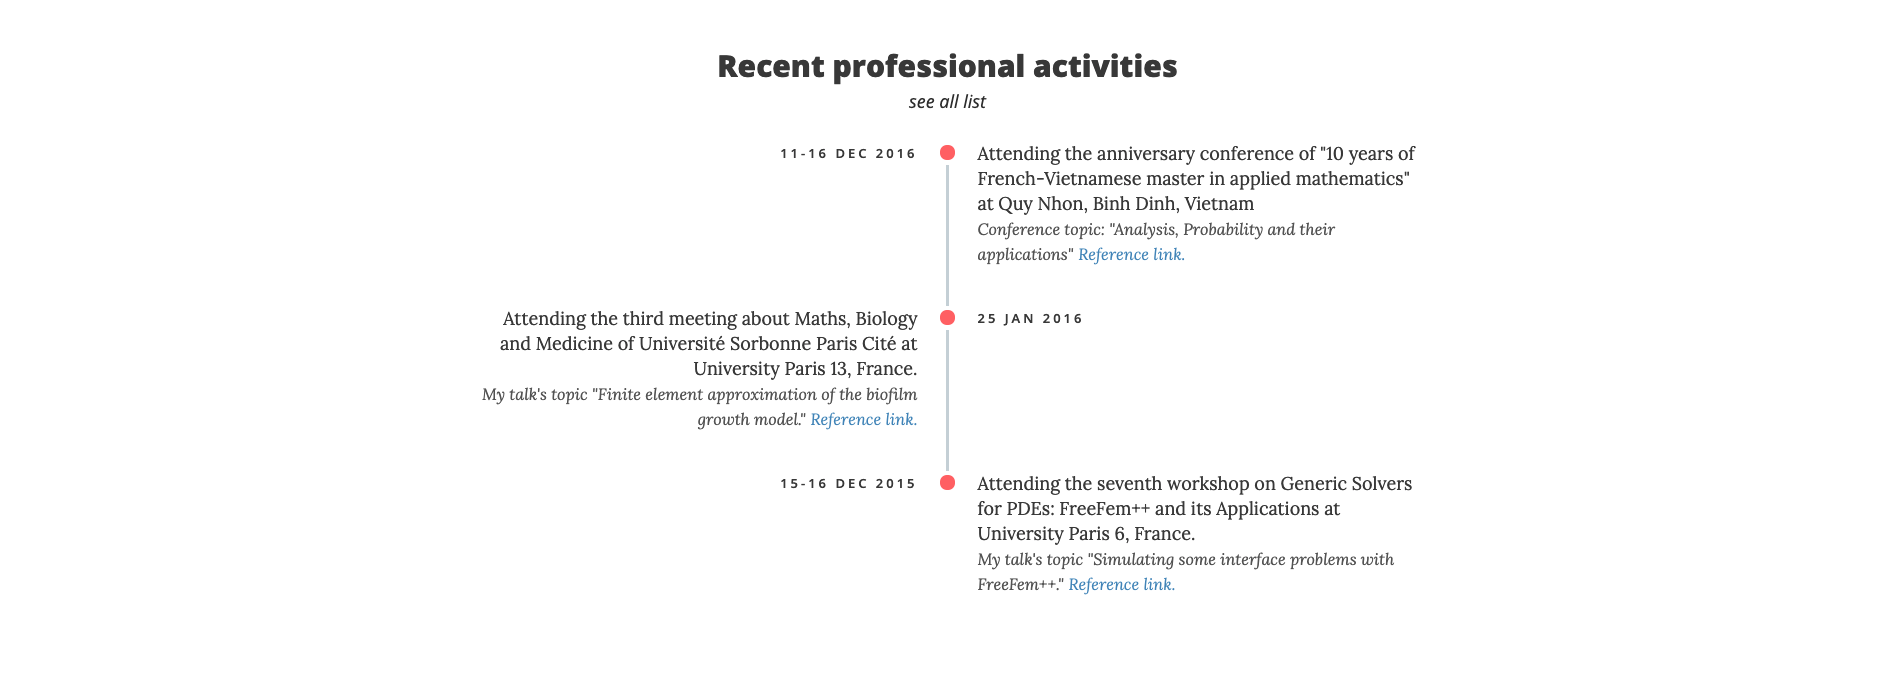 Recent professional activities
see all list
11-16 DEC 2016
Attending the anniversary conference of "10 years of
French-Vietnamese master in applied mathematics"
at Quy Nhon, Binh Dinh, Vietnam
Conference topic: "Analysis, Probability and their
applications" Reference link.
25 JAN 2016
Attending the third meeting about Maths, Biology
and Medicine of Université Sorbonne Paris Cité at
University Paris 13, France.
My talk's topic "Finite element approximation of the biofilm
growth model." Reference link.
15-16 DEC 2015
Attending the seventh workshop on Generic Solvers
for PDEs: FreeFem++ and its Applications at
University Paris 6, France.
My talk's topic "Simulating some interface problems with
FreeFem++." Reference link.